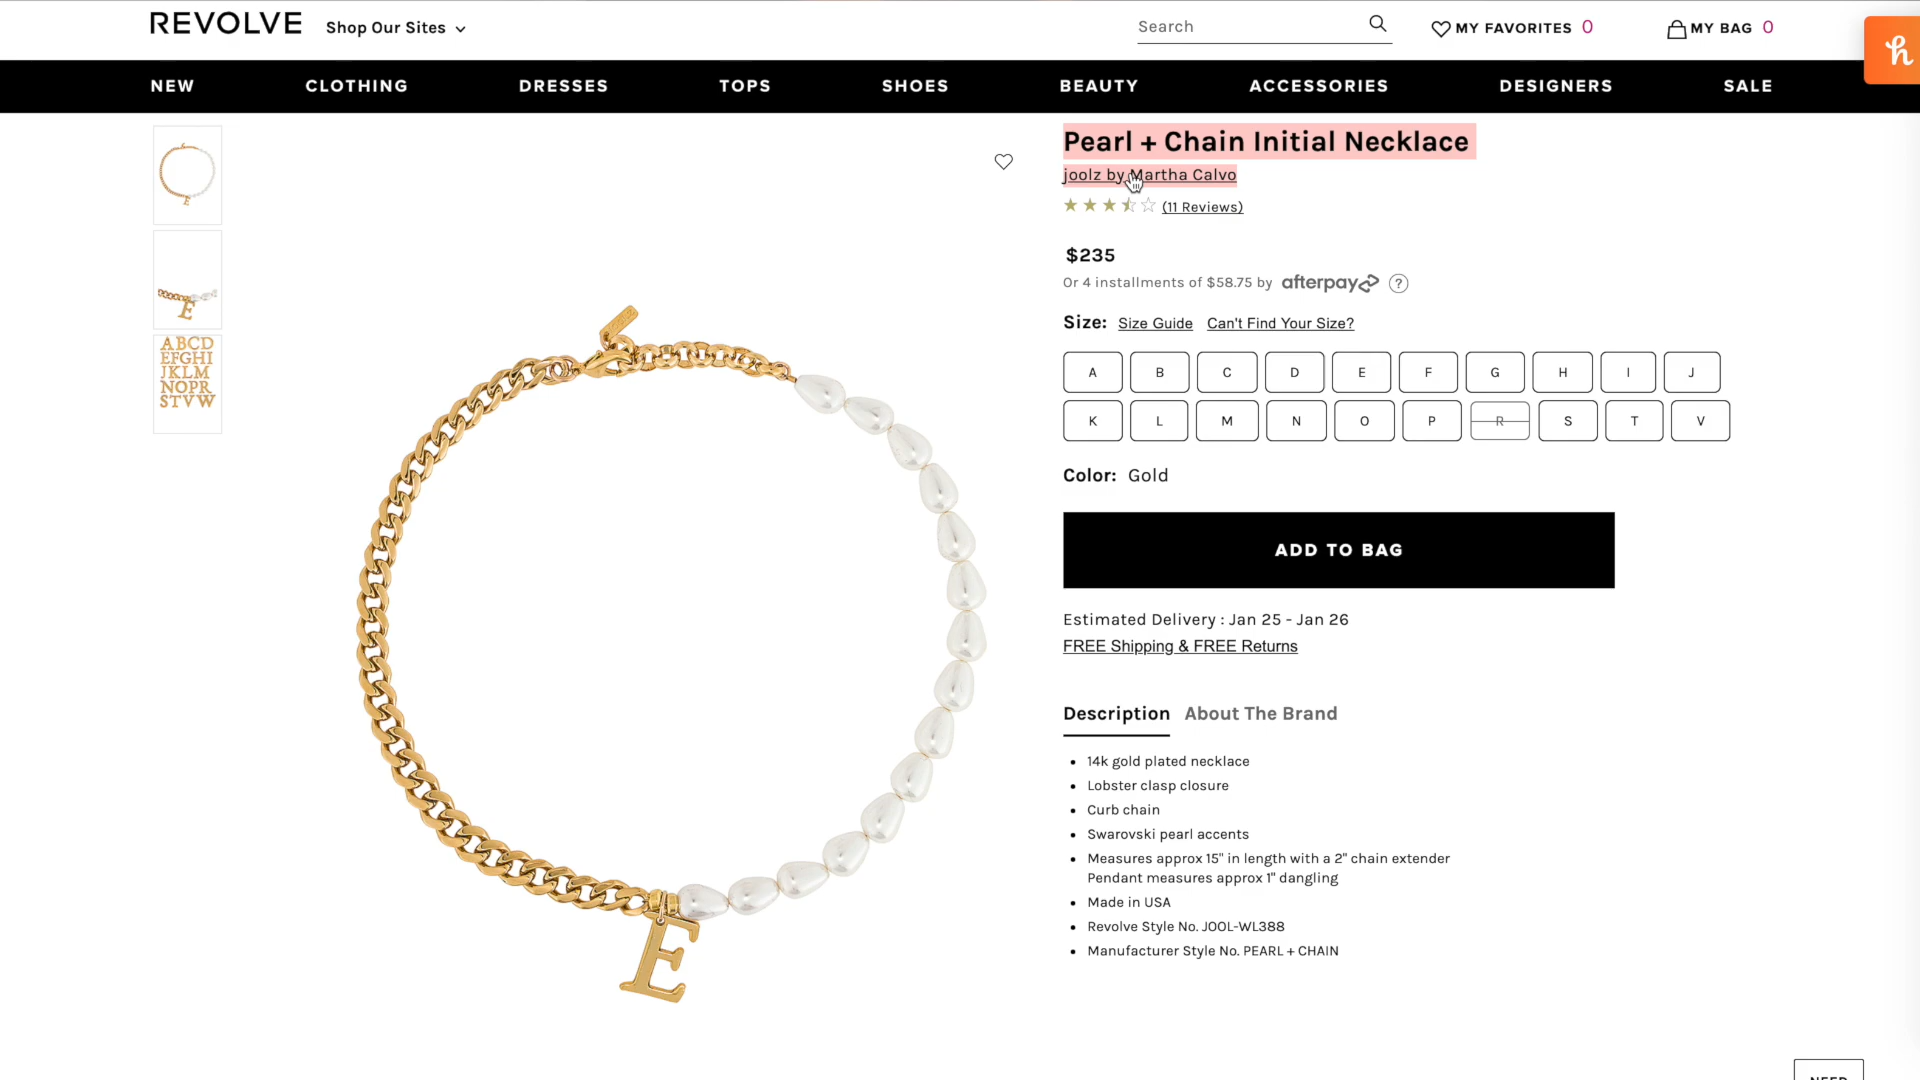 REVOLVE
Shop Our Sites
Search
MY FAVORITES 0
MY BAG 0
h
NEW CLOTHING DRESSES TOPS SHOES BEAUTY ACCESSORIES DESIGNERS SALE
ABCD
EFGHI
JKLM
NOPR
STVW
E
Pearl + Chain Initial Necklace
joolz by Martha Calvo
(11 Reviews)
$235
Or 4 installments of $58.75 by afterpay ?
Size: Size Guide Can't Find Your Size?
A B C D E F G H I J
K L M N O P R S T V
Color: Gold
ADD TO BAG
Estimated Delivery : Jan 25 - Jan 26
FREE Shipping & FREE Returns
Description About The Brand
• 14k gold plated necklace
• Lobster clasp closure
• Curb chain
• Swarovski pearl accents
• Measures approx 15" in length with a 2" chain extender
Pendant measures approx 1" dangling
• Made in USA
• Revolve Style No. JOOL-WL388
• Manufacturer Style No. PEARL + CHAIN